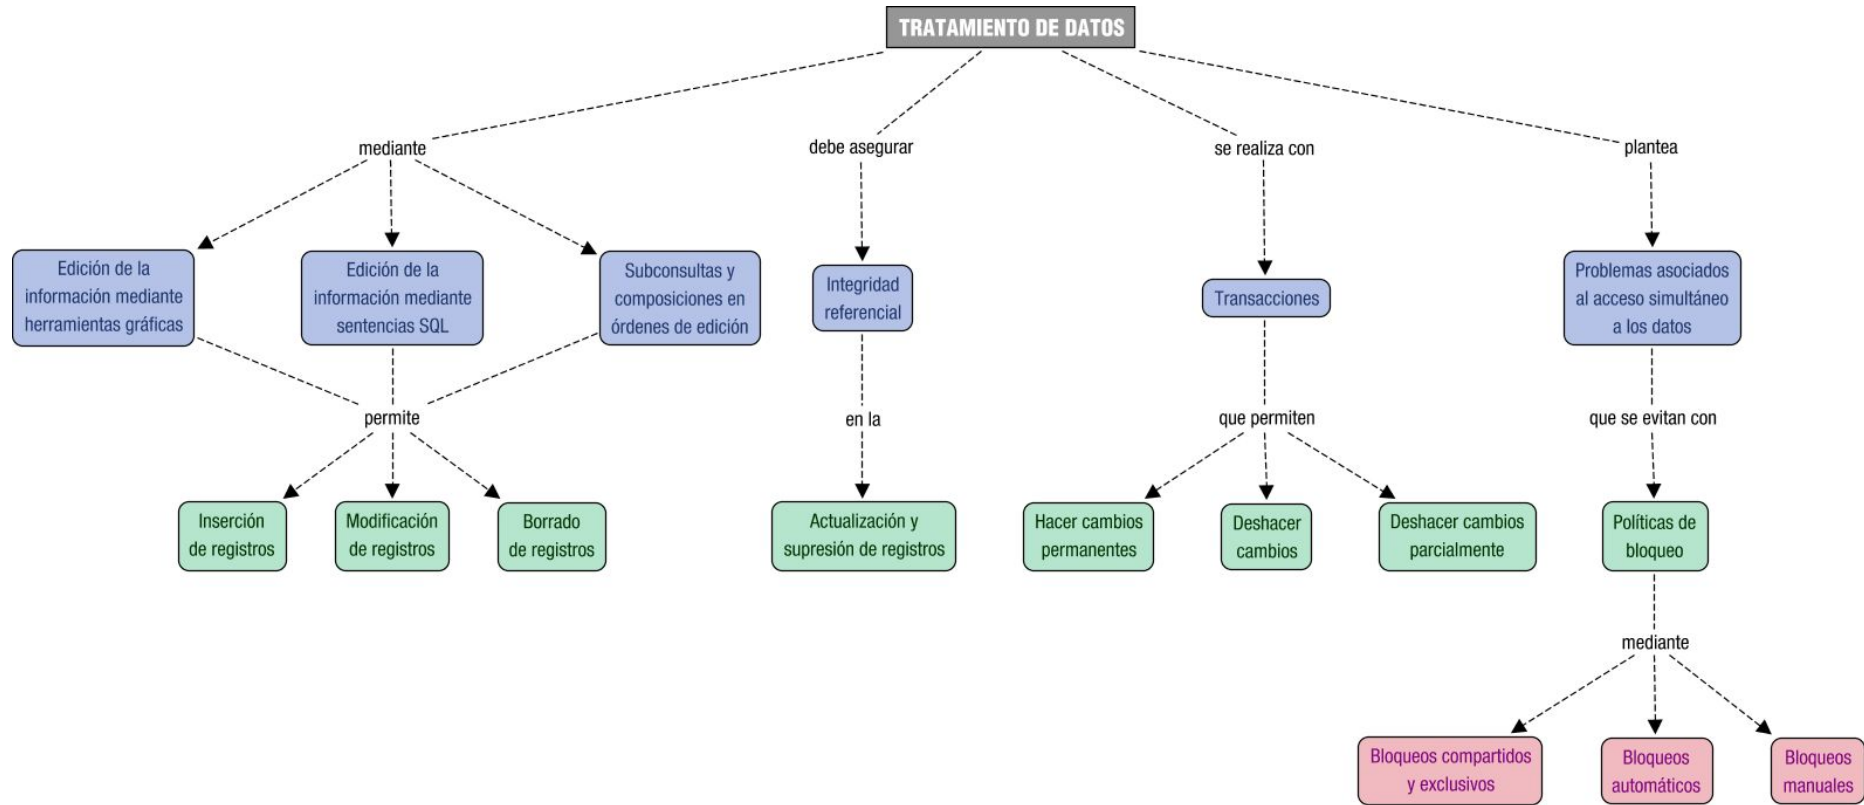 TRATAMIENTO DE DATOS
mediante
debe asegurar
se realiza con
plantea
Edición de la
información mediante
herramientas gráficas
Edición de la
información mediante
sentencias SQL
Subconsultas y
composiciones en
órdenes de edición
Integridad
referencial
Transacciones
Problemas asociados
al acceso simultáneo
a los datos
permite
en la
que permiten
que se evitan con
Inserción
de registros
Modificación
de registros
Borrado
de registros
Actualización y
supresión de registros
Hacer cambios
permanentes
Deshacer
cambios
Deshacer cambios
parcialmente
Políticas de
bloqueo
mediante
Bloqueos compartidos
y exclusivos
Bloqueos
automáticos
Bloqueos
manuales